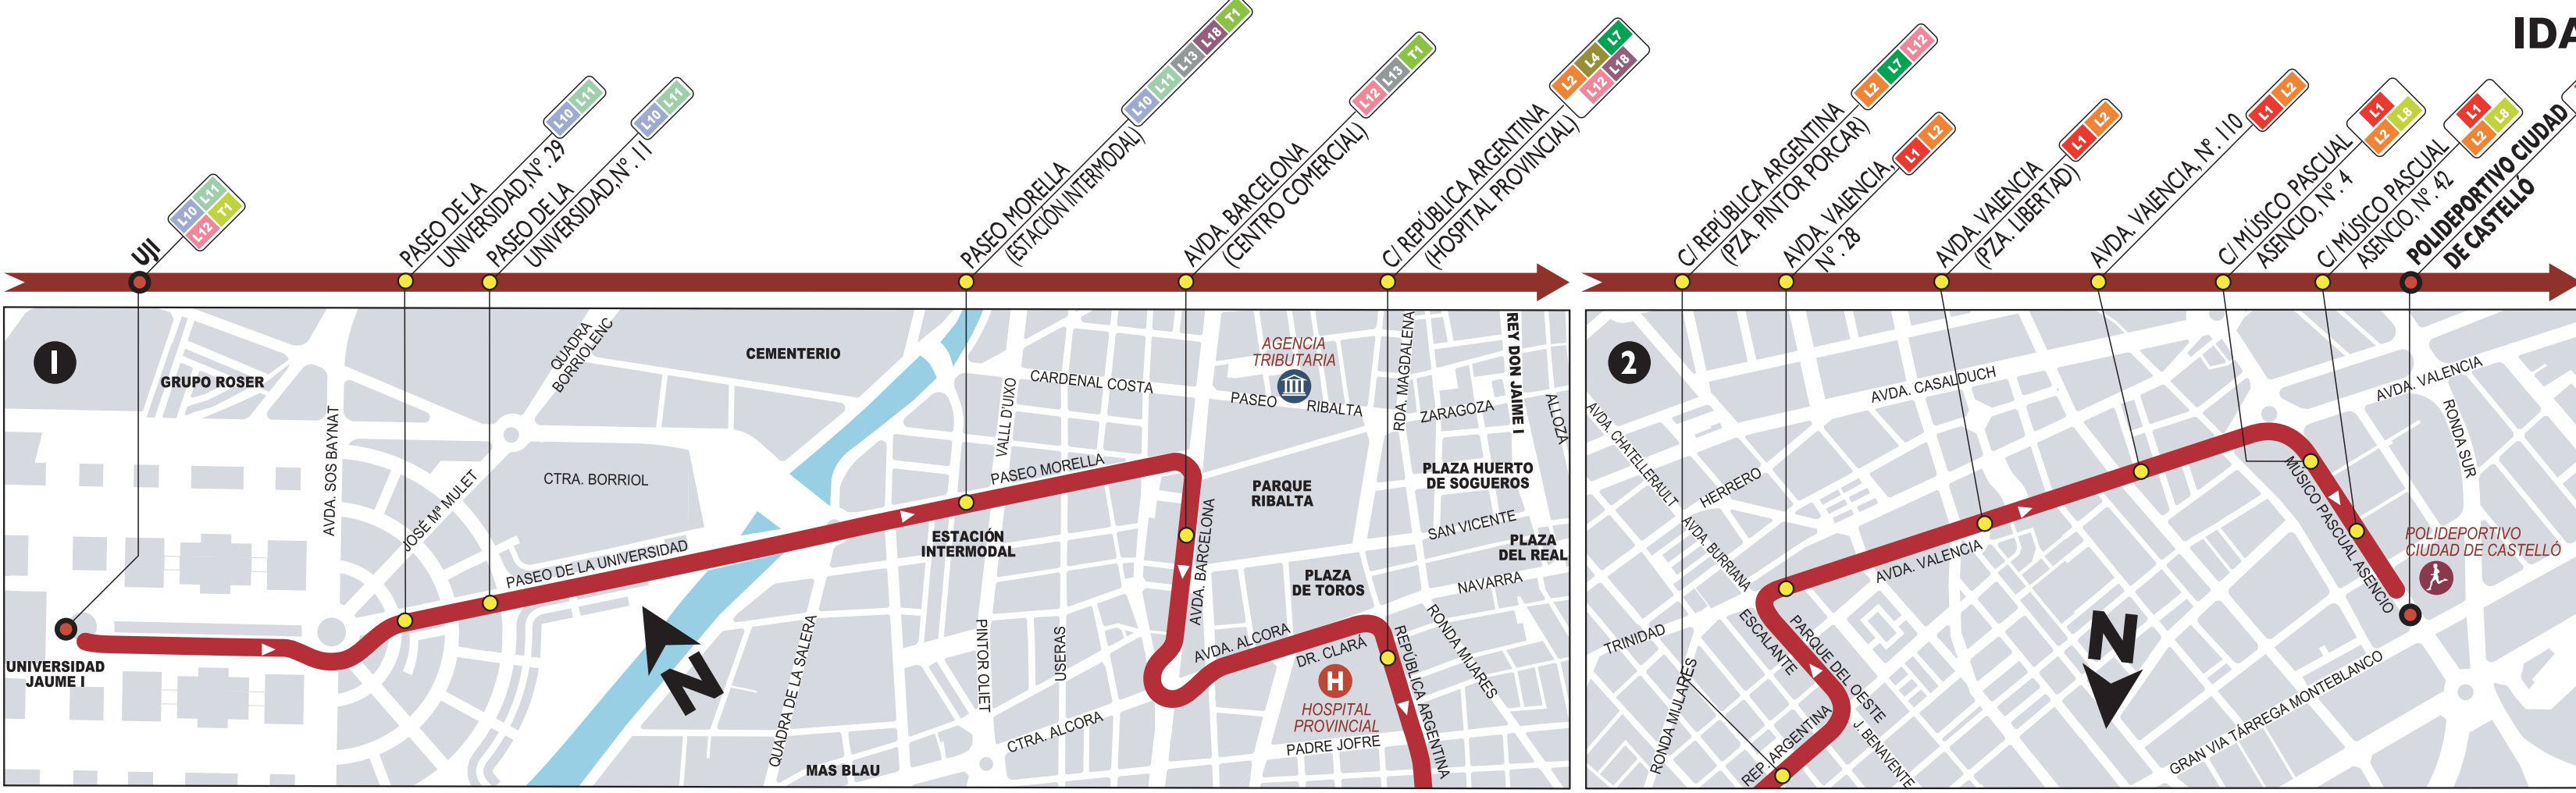 IDA
UJI
L10 L11
L12 T1
PASEO DE LA
UNIVERSIDAD,Nº. 29
L10 L11
PASEO DE LA
UNIVERSIDAD,Nº. 11
L10 L11
PASEO MORELLA
(ESTACIÓN INTERMODAL)
L10 L11 L13 L18 T1
AVDA. BARCELONA
(CENTRO COMERCIAL)
L12 L13 T1
C/ REPÚBLICA ARGENTINA
(HOSPITAL PROVINCIAL)
L2 L4 L7
L12 L18
C/ REPÚBLICA ARGENTINA
(PZA. PINTOR PORCAR)
L2 L7 L12
AVDA. VALENCIA,
Nº. 28
L1 L2
AVDA. VALENCIA
(PZA. LIBERTAD)
L1 L2
AVDA. VALENCIA, Nº. 110
L1 L2
C/ MÚSICO PASCUAL
ASENCIO, Nº. 4
L1
L2 L8
C/ MÚSICO PASCUAL
ASENCIO, Nº. 42
L1
L2 L8
POLIDEPORTIVO CIUDAD
DE CASTELLÓ
1
GRUPO ROSER
AVDA. SOS BAYNAT
QUADRA
BORRIOLENC
CEMENTERIO
CTRA. BORRIOL
JOSÉ Mª MULET
PASEO DE LA UNIVERSIDAD
UNIVERSIDAD
JAUME I
N
QUADRA DE LA SALERA
MAS BLAU
VALLL D'UIXO
CARDENAL COSTA
PASEO MORELLA
ESTACIÓN
INTERMODAL
PINTOR OLIET
USERAS
CTRA. ALCORA
AVDA. BARCELONA
AVDA. ALCORA
AGENCIA
TRIBUTARIA
PASEO RIBALTA
PARQUE
RIBALTA
PLAZA
DE TOROS
DR. CLARÁ
H
HOSPITAL
PROVINCIAL
PADRE JOFRE
RDA. MAGDALENA
ZARAGOZA
REY DON JAIME I
ALLOZA
PLAZA HUERTO
DE SOGUEROS
SAN VICENTE
PLAZA
DEL REAL
NAVARRA
RONDA MIJARES
REPÚBLICA ARGENTINA
2
AVDA. CHATELLERAULT
HERRERO
AVDA. BURRIANA
TRINIDAD
RONDA MIJLARES
ESCALANTE
PARQUE DEL OESTE
REP. ARGENTINA
J. BENAVENTE
AVDA. CASALDUCH
AVDA. VALENCIA
N
AVDA. VALENCIA
RONDA SUR
MÚSICO PASCUAL ASENCIO
POLIDEPORTIVO
CIUDAD DE CASTELLÓ
GRAN VIA TÁRREGA MONTEBLANCO